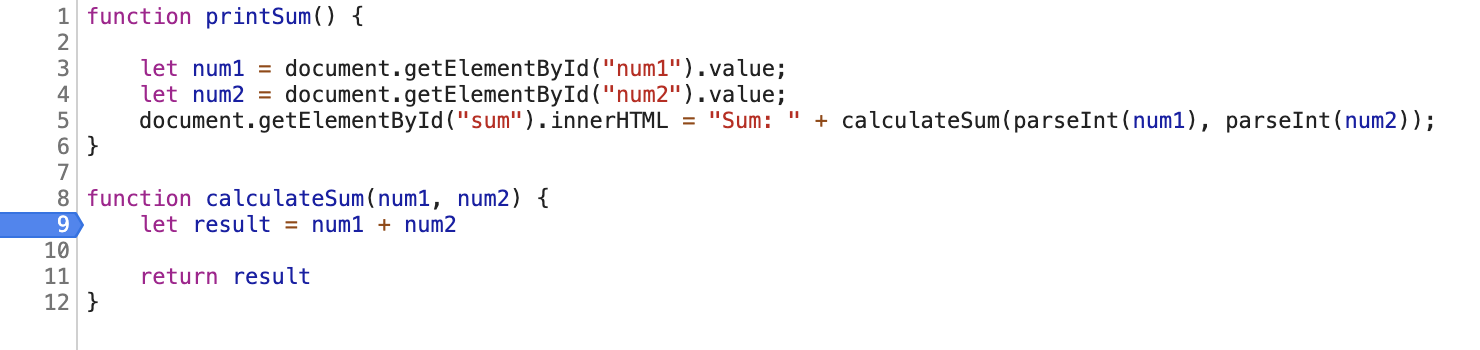 1 function printSum() {
2
3     let num1 = document.getElementById("num1").value;
4     let num2 = document.getElementById("num2").value;
5     document.getElementById("sum").innerHTML = "Sum: " + calculateSum(parseInt(num1), parseInt(num2));
6 }
7
8 function calculateSum(num1, num2) {
9     let result = num1 + num2
10
11     return result
12 }